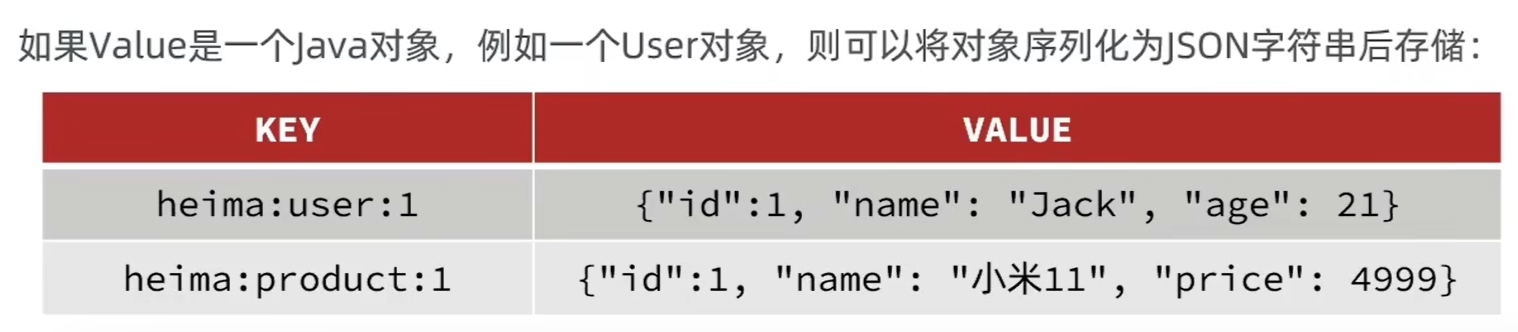 如果Value是一个Java对象，例如一个User对象，则可以将对象序列化为JSON字符串后存储：
KEY VALUE
heima:user:1 {"id":1, "name": "Jack", "age": 21}
heima:product:1 {"id":1, "name": "小米11", "price": 4999}